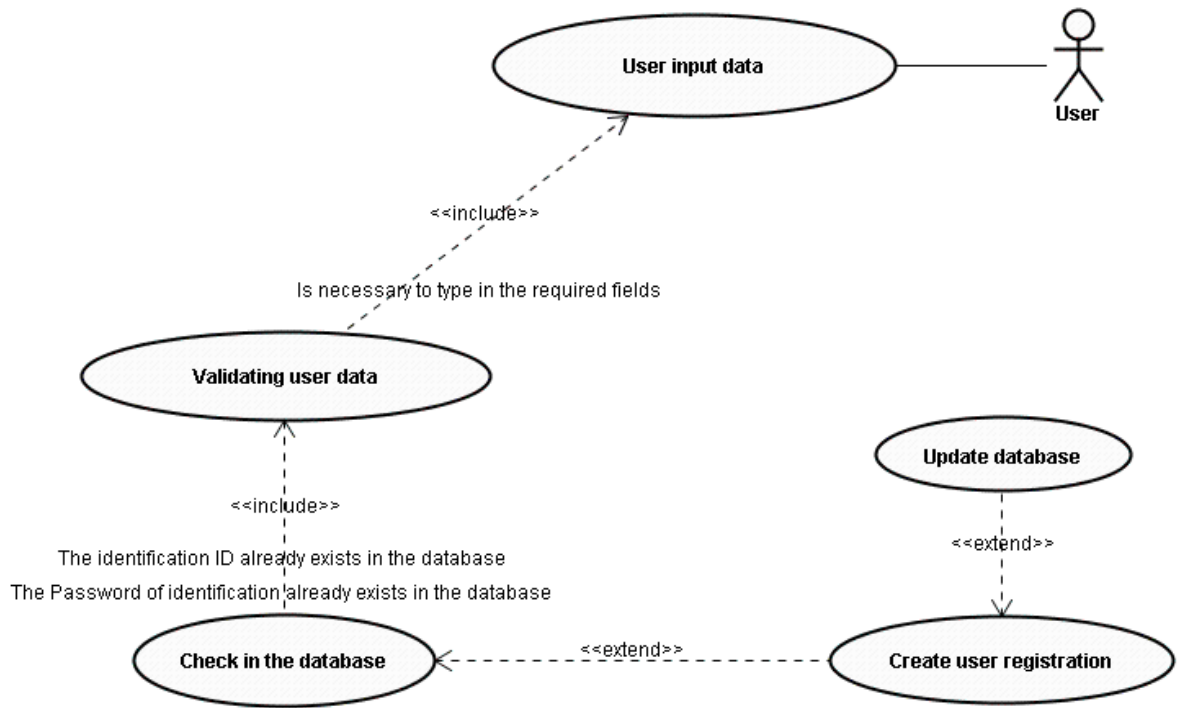 User input data
User
<<include>>
Is necessary to type in the required fields
Validating user data
Update database
<<include>>
<<extend>>
The identification ID already exists in the database
The Password of identification already exists in the database
Check in the database
<<extend>>
Create user registration